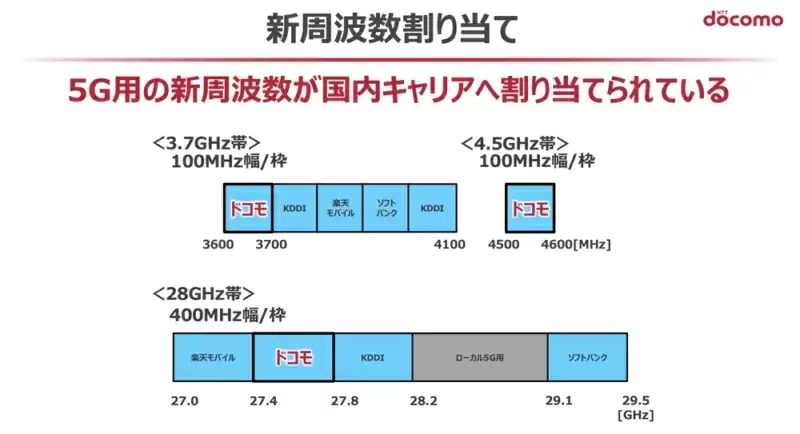 新周波数割り当て
NTT
docomo
5G用の新周波数が国内キャリアへ割り当てられている
<3.7GHz帯>
100MHz幅/枠
<4.5GHz帯>
100MHz幅/枠
ドコモ
KDDI
楽天
モバイル
ソフト
バンク
KDDI
ドコモ
3600 3700 4100 4500 4600[MHz]
<28GHz帯>
400MHz幅/枠
楽天モバイル ドコモ KDDI ローカル5G用 ソフトバンク
27.0 27.4 27.8 28.2 29.1 29.5
[GHz]